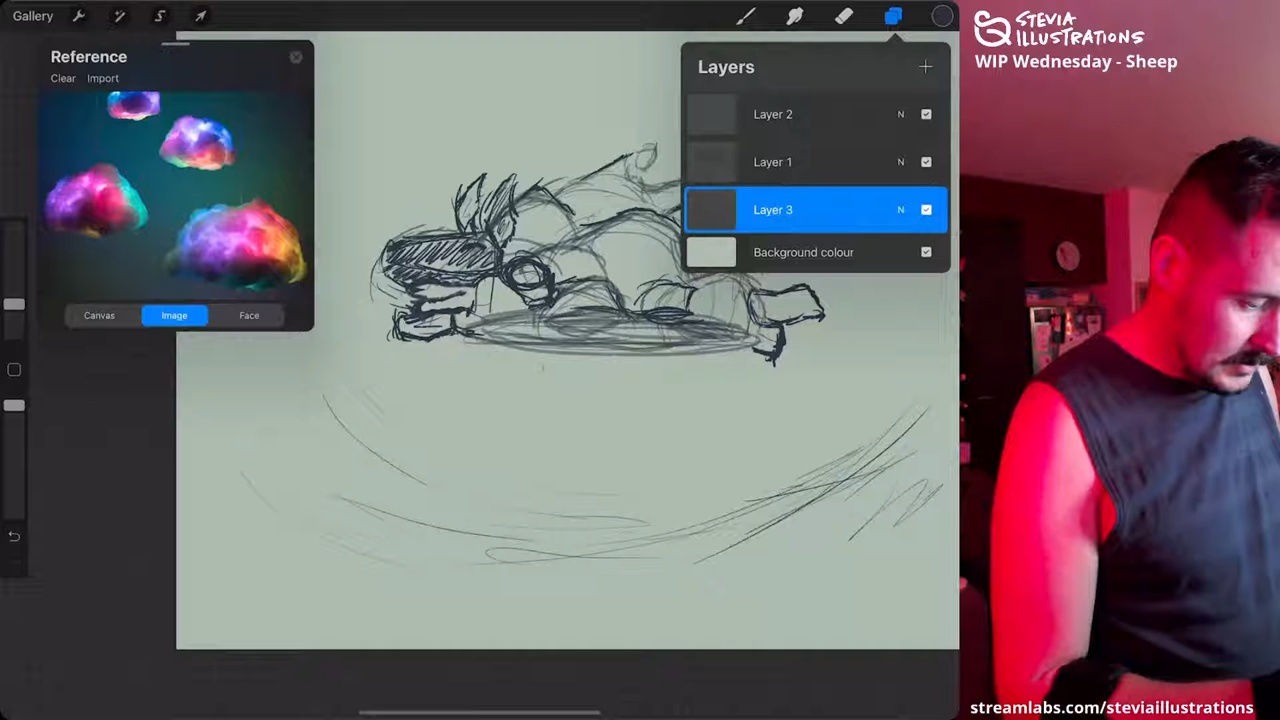 Gallery
Reference
Clear Import
Canvas Image Face
Layers
Layer 2 N
Layer 1 N
Layer 3 N
Background colour
STEVIA
ILLUSTRATIONS
WIP Wednesday - Sheep
streamlabs.com/steviaillustrations